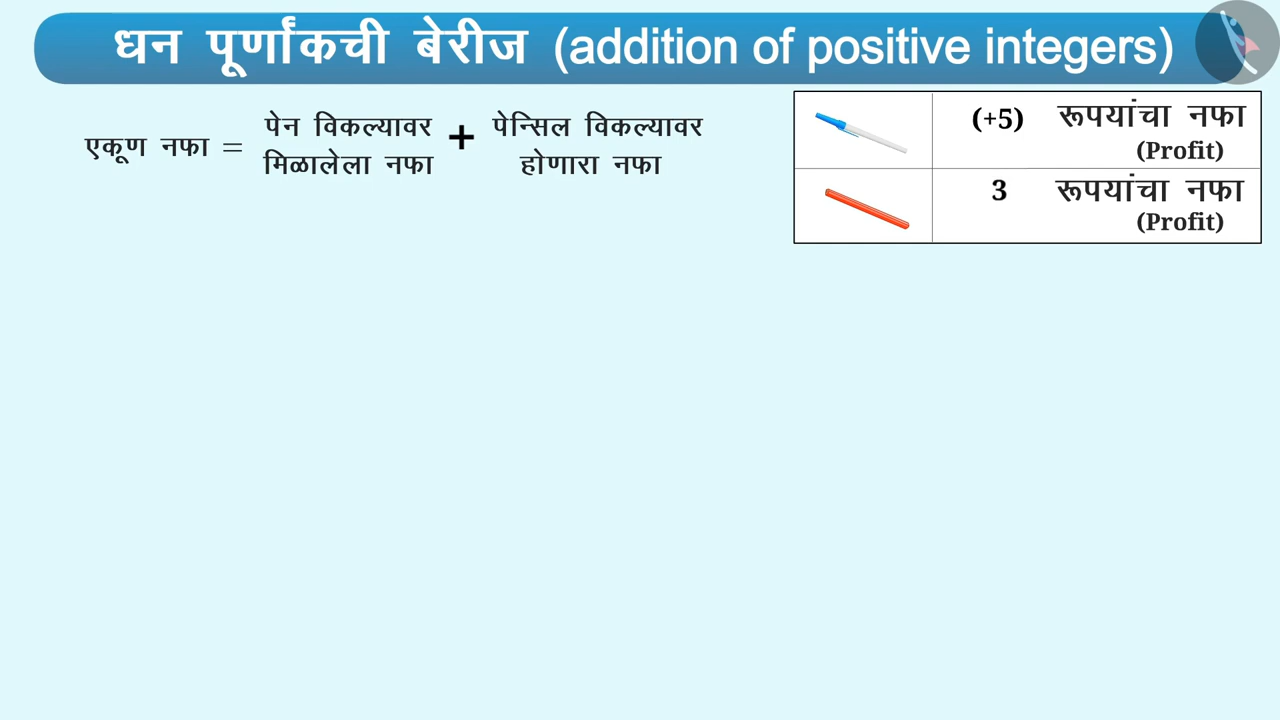 धन पूर्णांकची बेरीज (addition of positive integers)
एकूण नफा = पेन विकल्यावर मिळालेला नफा + पेन्सिल विकल्यावर होणारा नफा
(+5) रूपयांचा नफा
(Profit)
3 रूपयांचा नफा
(Profit)